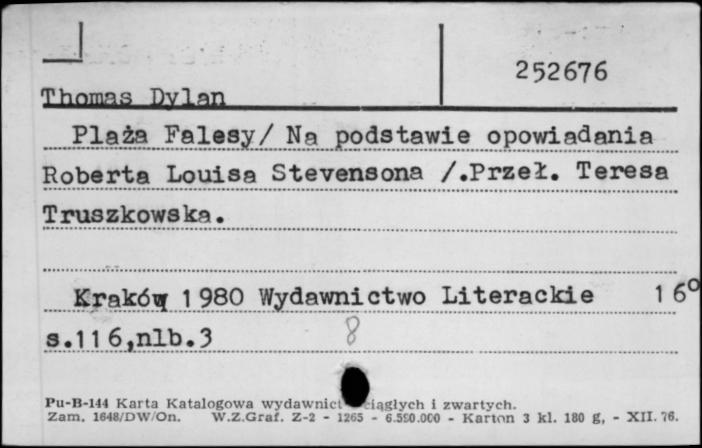 252676
Thomas Dylan
Plaża Falesy/ Na podstawie opowiadania
Roberta Louisa Stevensona /.Przeł. Teresa
Truszkowska.
Kraków 1980 Wydawnictwo Literackie 16°
s.116,nlb.3 8
Pu-B-144 Karta Katalogowa wydawnict ciągłych i zwartych.
Zam. 1648/DW/On. W.Z.Graf. Z-2 - 1265 - 6.500.000 - Karton 3 kl. 180 g, - XII. 76.